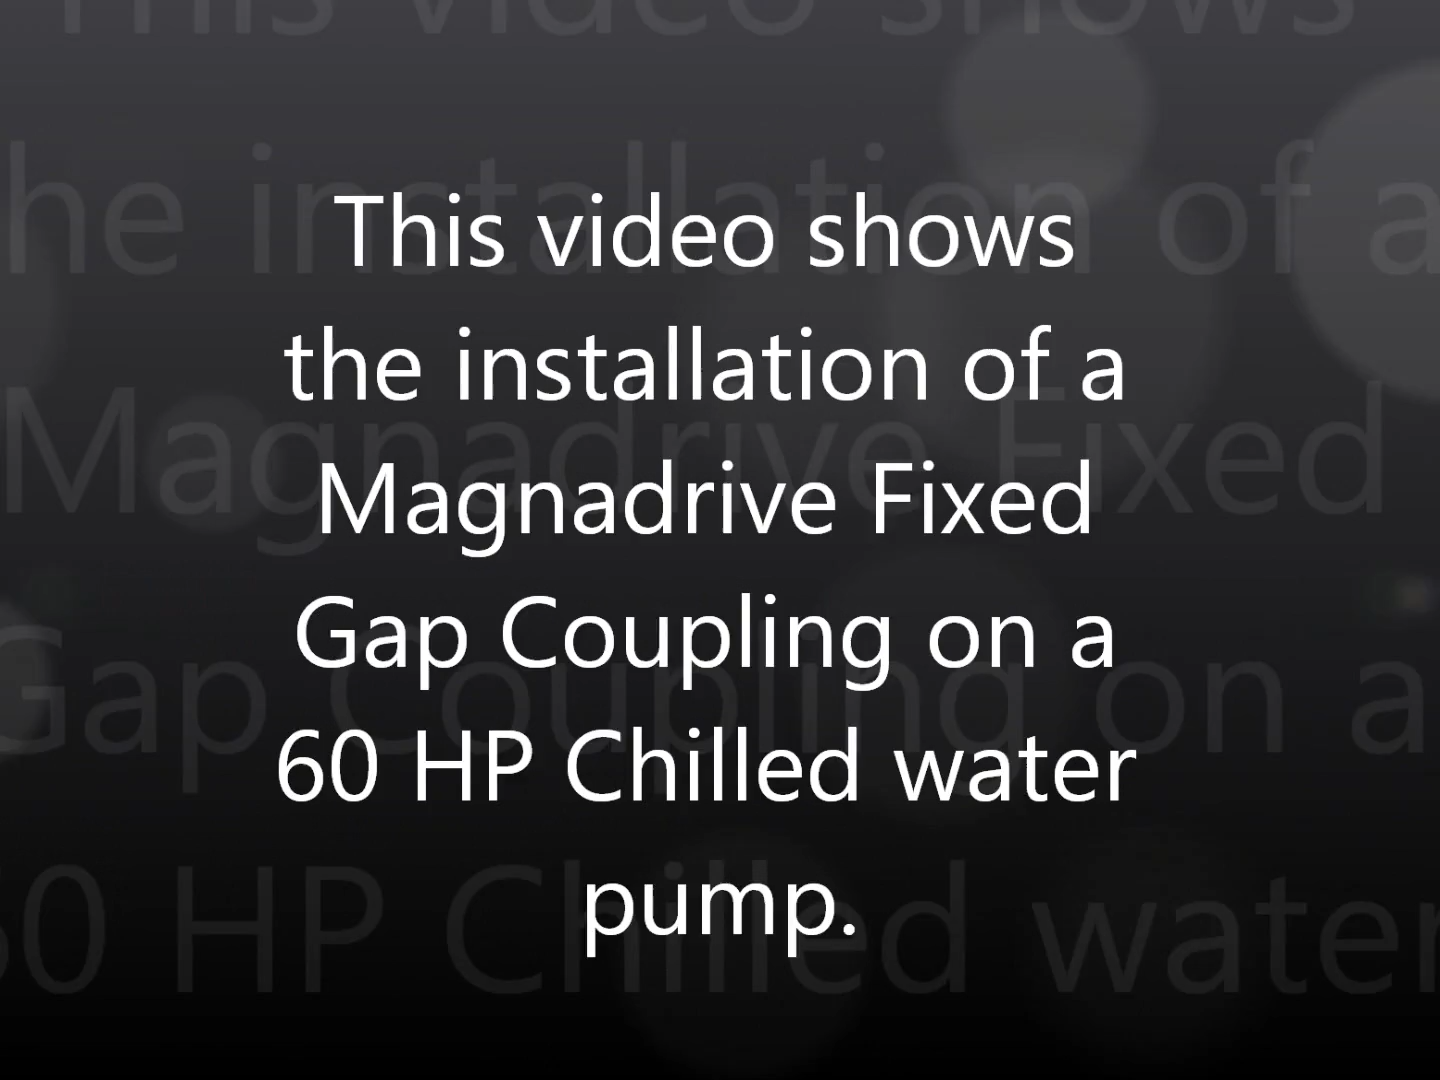 This video shows
the installation of a
Magnadrive Fixed
Gap Coupling on a
60 HP Chilled water
pump.